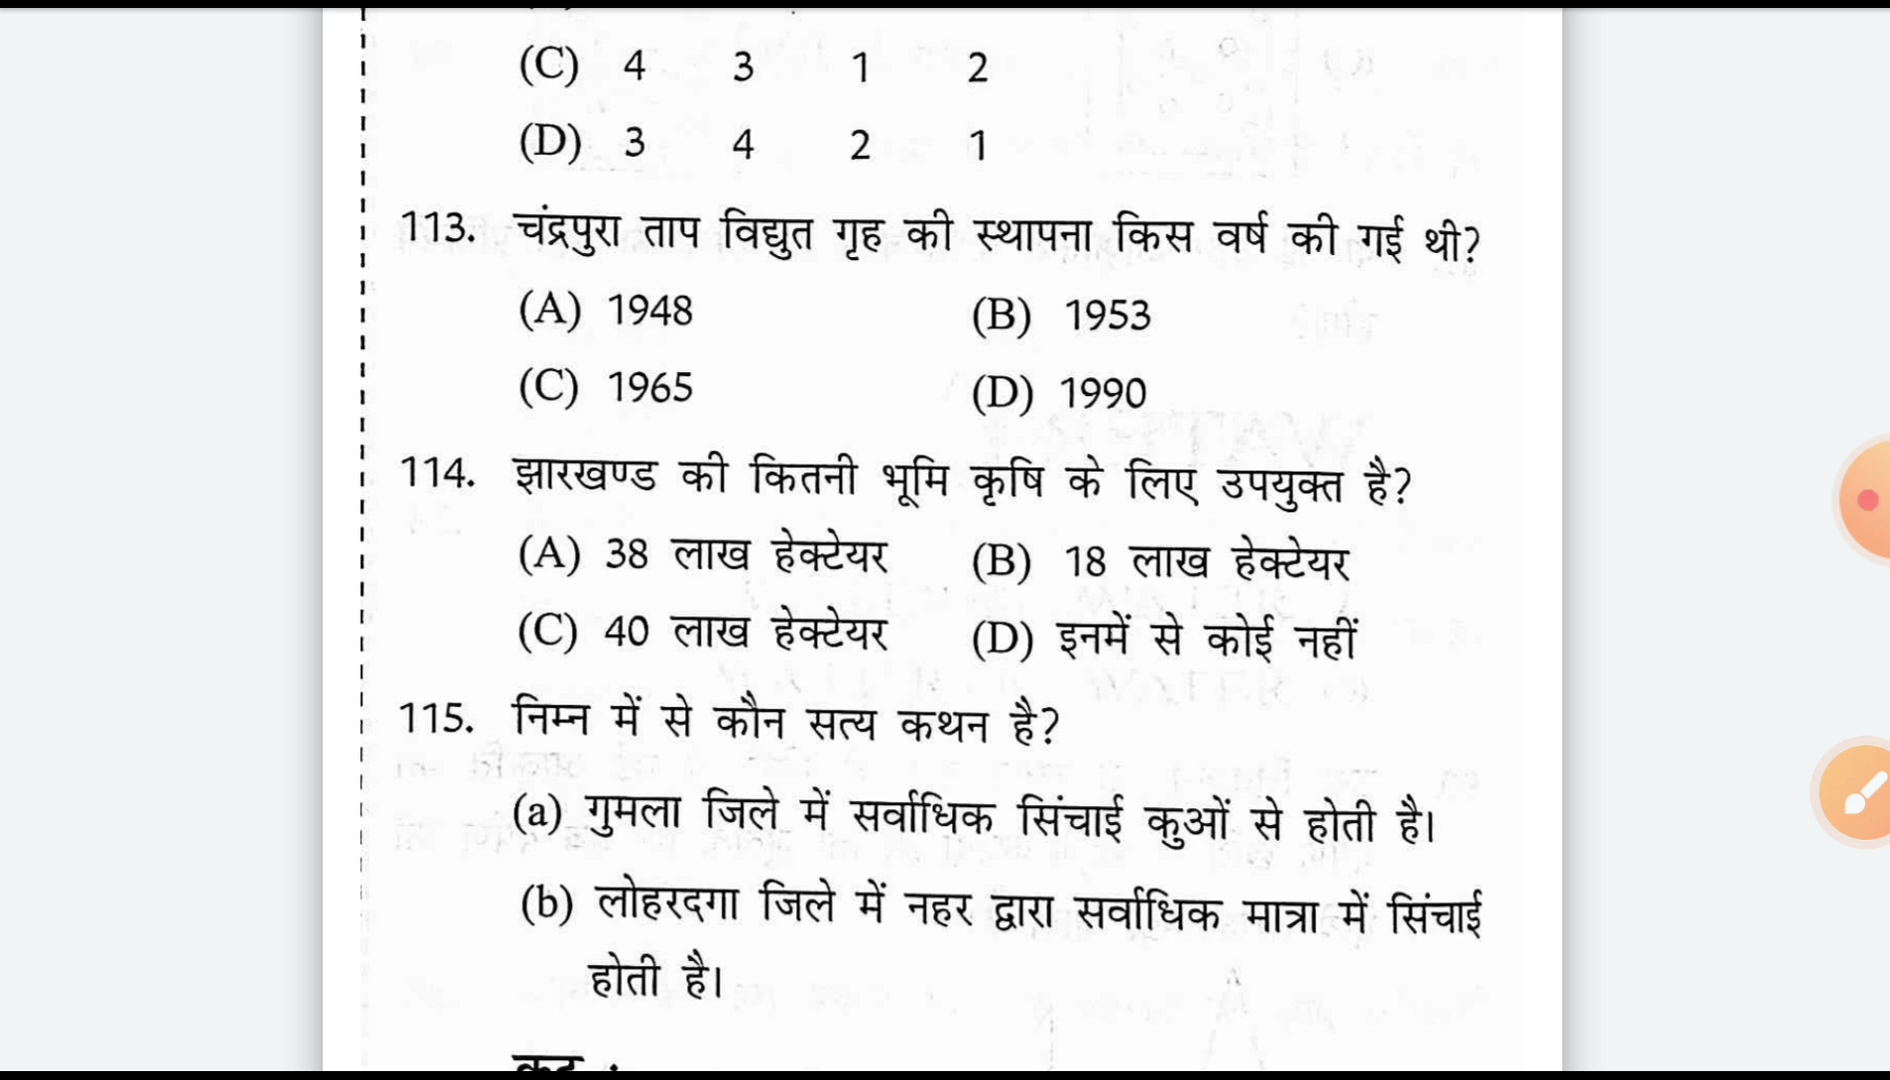 (C) 4 3 1 2
(D) 3 4 2 1
113. चंद्रपुरा ताप विद्युत गृह की स्थापना किस वर्ष की गई थी?
(A) 1948 (B) 1953
(C) 1965 (D) 1990
114. झारखण्ड की कितनी भूमि कृषि के लिए उपयुक्त है?
(A) 38 लाख हेक्टेयर (B) 18 लाख हेक्टेयर
(C) 40 लाख हेक्टेयर (D) इनमें से कोई नहीं
115. निम्न में से कौन सत्य कथन है?
(a) गुमला जिले में सर्वाधिक सिंचाई कुओं से होती है।
(b) लोहरदगा जिले में नहर द्वारा सर्वाधिक मात्रा में सिंचाई
होती है।